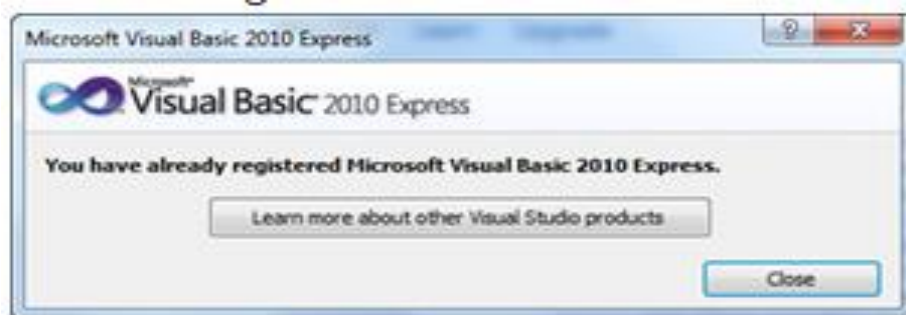 Microsoft Visual Basic 2010 Express
Microsoft
Visual Basic 2010 Express
You have already registered Microsoft Visual Basic 2010 Express.
Learn more about other Visual Studio products
Close